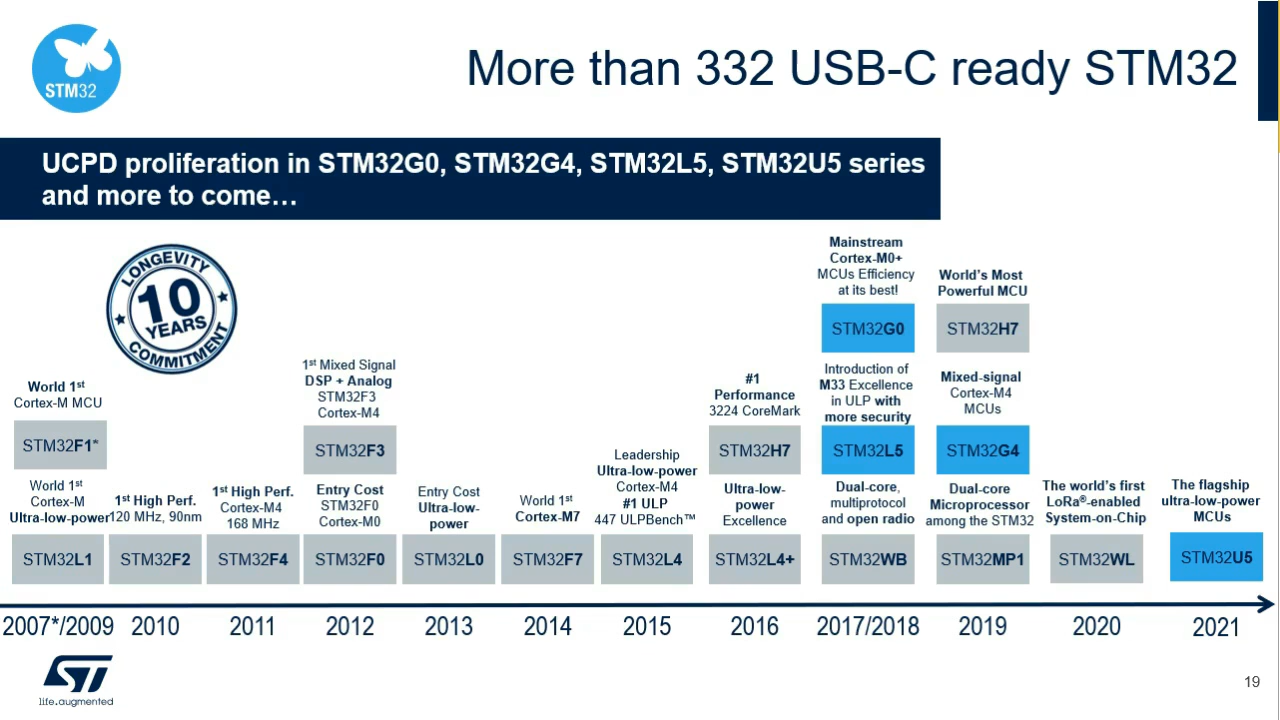 STM32
More than 332 USB-C ready STM32
UCPD proliferation in STM32G0, STM32G4, STM32L5, STM32U5 series
and more to come…
LONGEVITY
10
YEARS
COMMITMENT
World 1st
Cortex-M MCU
STM32F1*
World 1st
Cortex-M
Ultra-low-power
STM32L1
2007*/2009
1st High Perf.
120 MHz, 90nm
STM32F2
2010
1st High Perf.
Cortex-M4
168 MHz
STM32F4
2011
1st Mixed Signal
DSP + Analog
STM32F3
Cortex-M4
STM32F3
Entry Cost
STM32F0
Cortex-M0
STM32F0
2012
Entry Cost
Ultra-low-
power
STM32L0
2013
World 1st
Cortex-M7
STM32F7
2014
Leadership
Ultra-low-power
Cortex-M4
#1 ULP
447 ULPBench™
STM32L4
2015
#1
Performance
3224 CoreMark
STM32H7
Ultra-low-
power
Excellence
STM32L4+
2016
Mainstream
Cortex-M0+
MCUs Efficiency
at its best!
STM32G0
Introduction of
M33 Excellence
in ULP with
more security
STM32L5
Dual-core,
multiprotocol
and open radio
STM32WB
2017/2018
World's Most
Powerful MCU
STM32H7
Mixed-signal
Cortex-M4
MCUs
STM32G4
Dual-core
Microprocessor
among the STM32
STM32MP1
2019
The world's first
LoRa®-enabled
System-on-Chip
STM32WL
2020
The flagship
ultra-low-power
MCUs
STM32U5
2021
ST
life.augmented
19